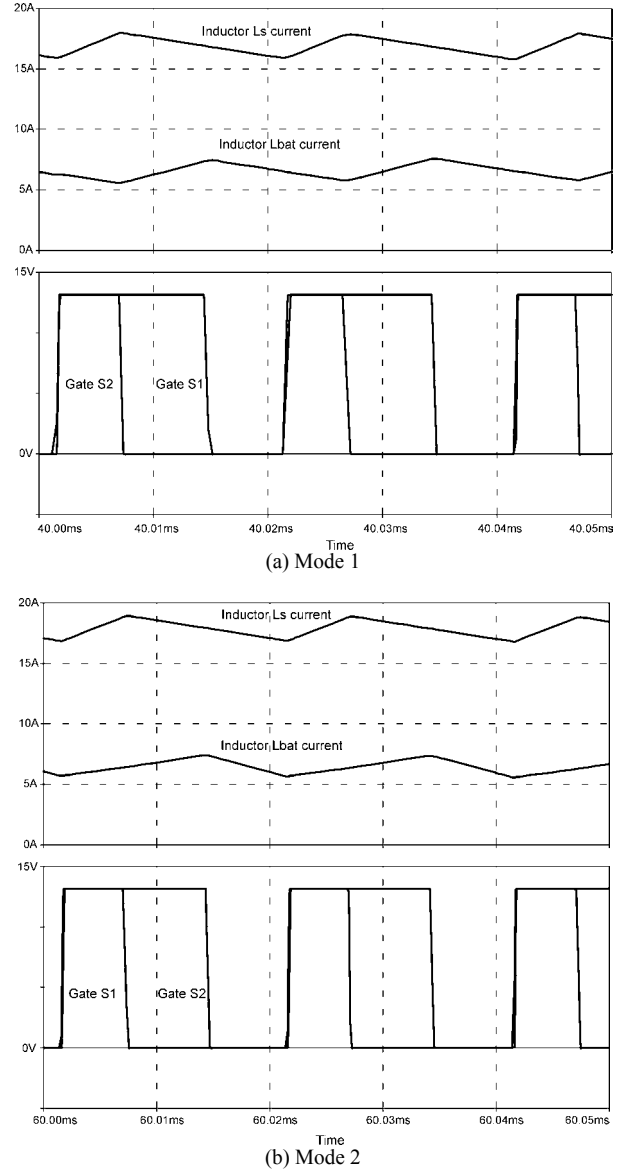 20A
Inductor Ls current
15A
10A
Inductor Lbat current
5A
0A
15V
Gate S2 Gate S1
0V
40.00ms 40.01ms 40.02ms 40.03ms 40.04ms 40.05ms
Time
(a) Mode 1
20A
Inductor Ls current
15A
10A
Inductor Lbat current
5A
0A
15V
Gate S1 Gate S2
0V
60.00ms 60.01ms 60.02ms 60.03ms 60.04ms 60.05ms
Time
(b) Mode 2